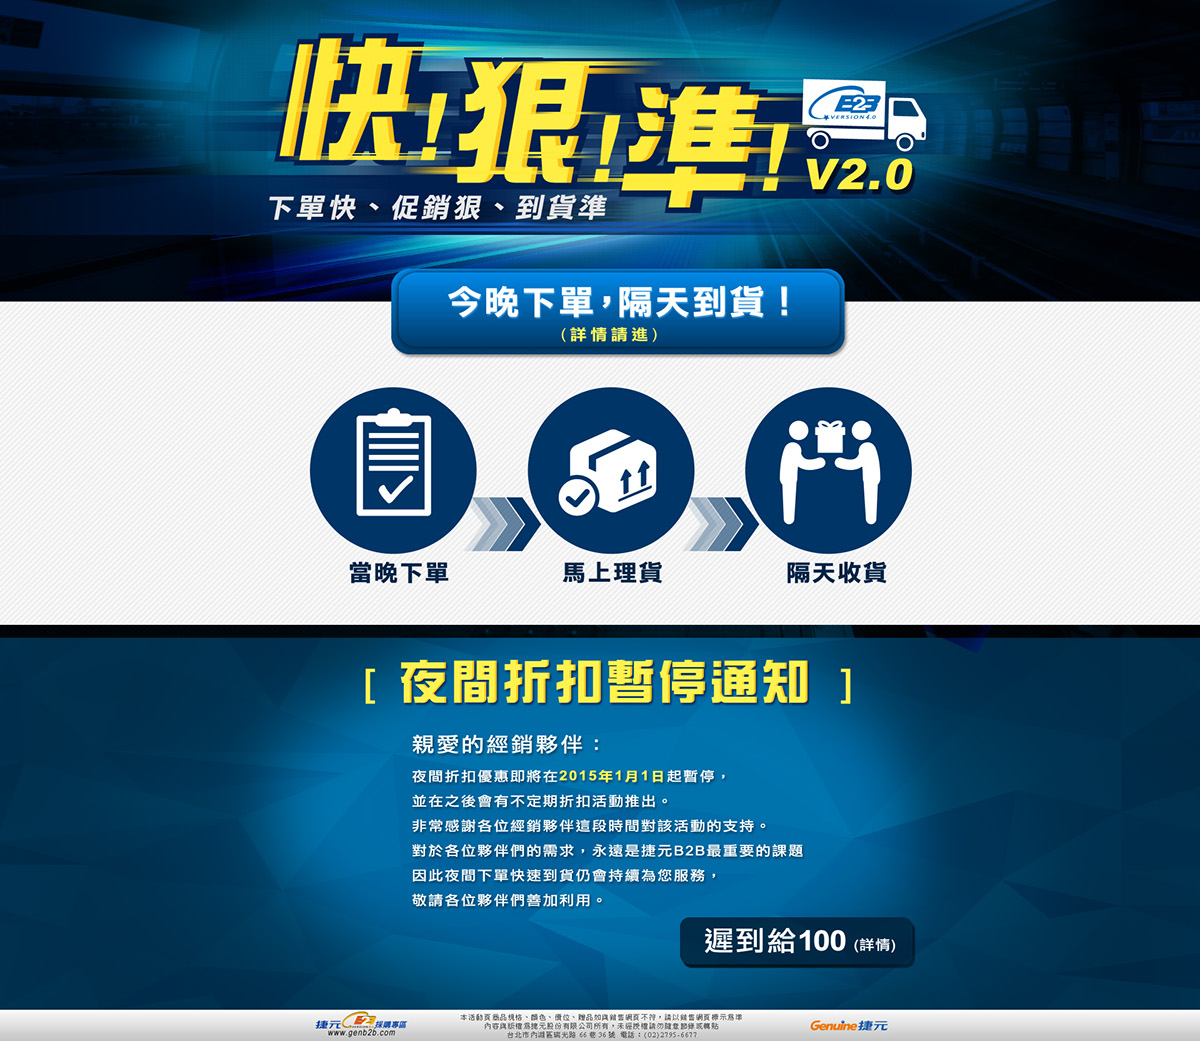 快!狠!準!
B2B
VERSION 4.0
V2.0
下單快、促銷狠、到貨準
今晚下單,隔天到貨!
(詳情請進)
當晚下單
馬上理貨
隔天收貨
[ 夜間折扣暫停通知 ]
親愛的經銷夥伴:
夜間折扣優惠即將在2015年1月1日起暫停,
並在之後會有不定期折扣活動推出。
非常感謝各位經銷夥伴這段時間對該活動的支持。
對於各位夥伴們的需求,永遠是捷元B2B最重要的課題
因此夜間下單快速到貨仍會持續為您服務,
敬請各位夥伴們善加利用。
遲到給100 (詳情)
捷元 B2B 採購專區
www.genb2b.com
本活動頁商品規格、顏色、價位、贈品如與銷售網頁不符,請以銷售網頁標示為準
內容與版權為捷元股份有限公司所有,未經授權請勿隨意節錄或轉貼
台北市內湖區瑞光路 66 巷 36 號 電話:(02)2795-6677
Genuine捷元